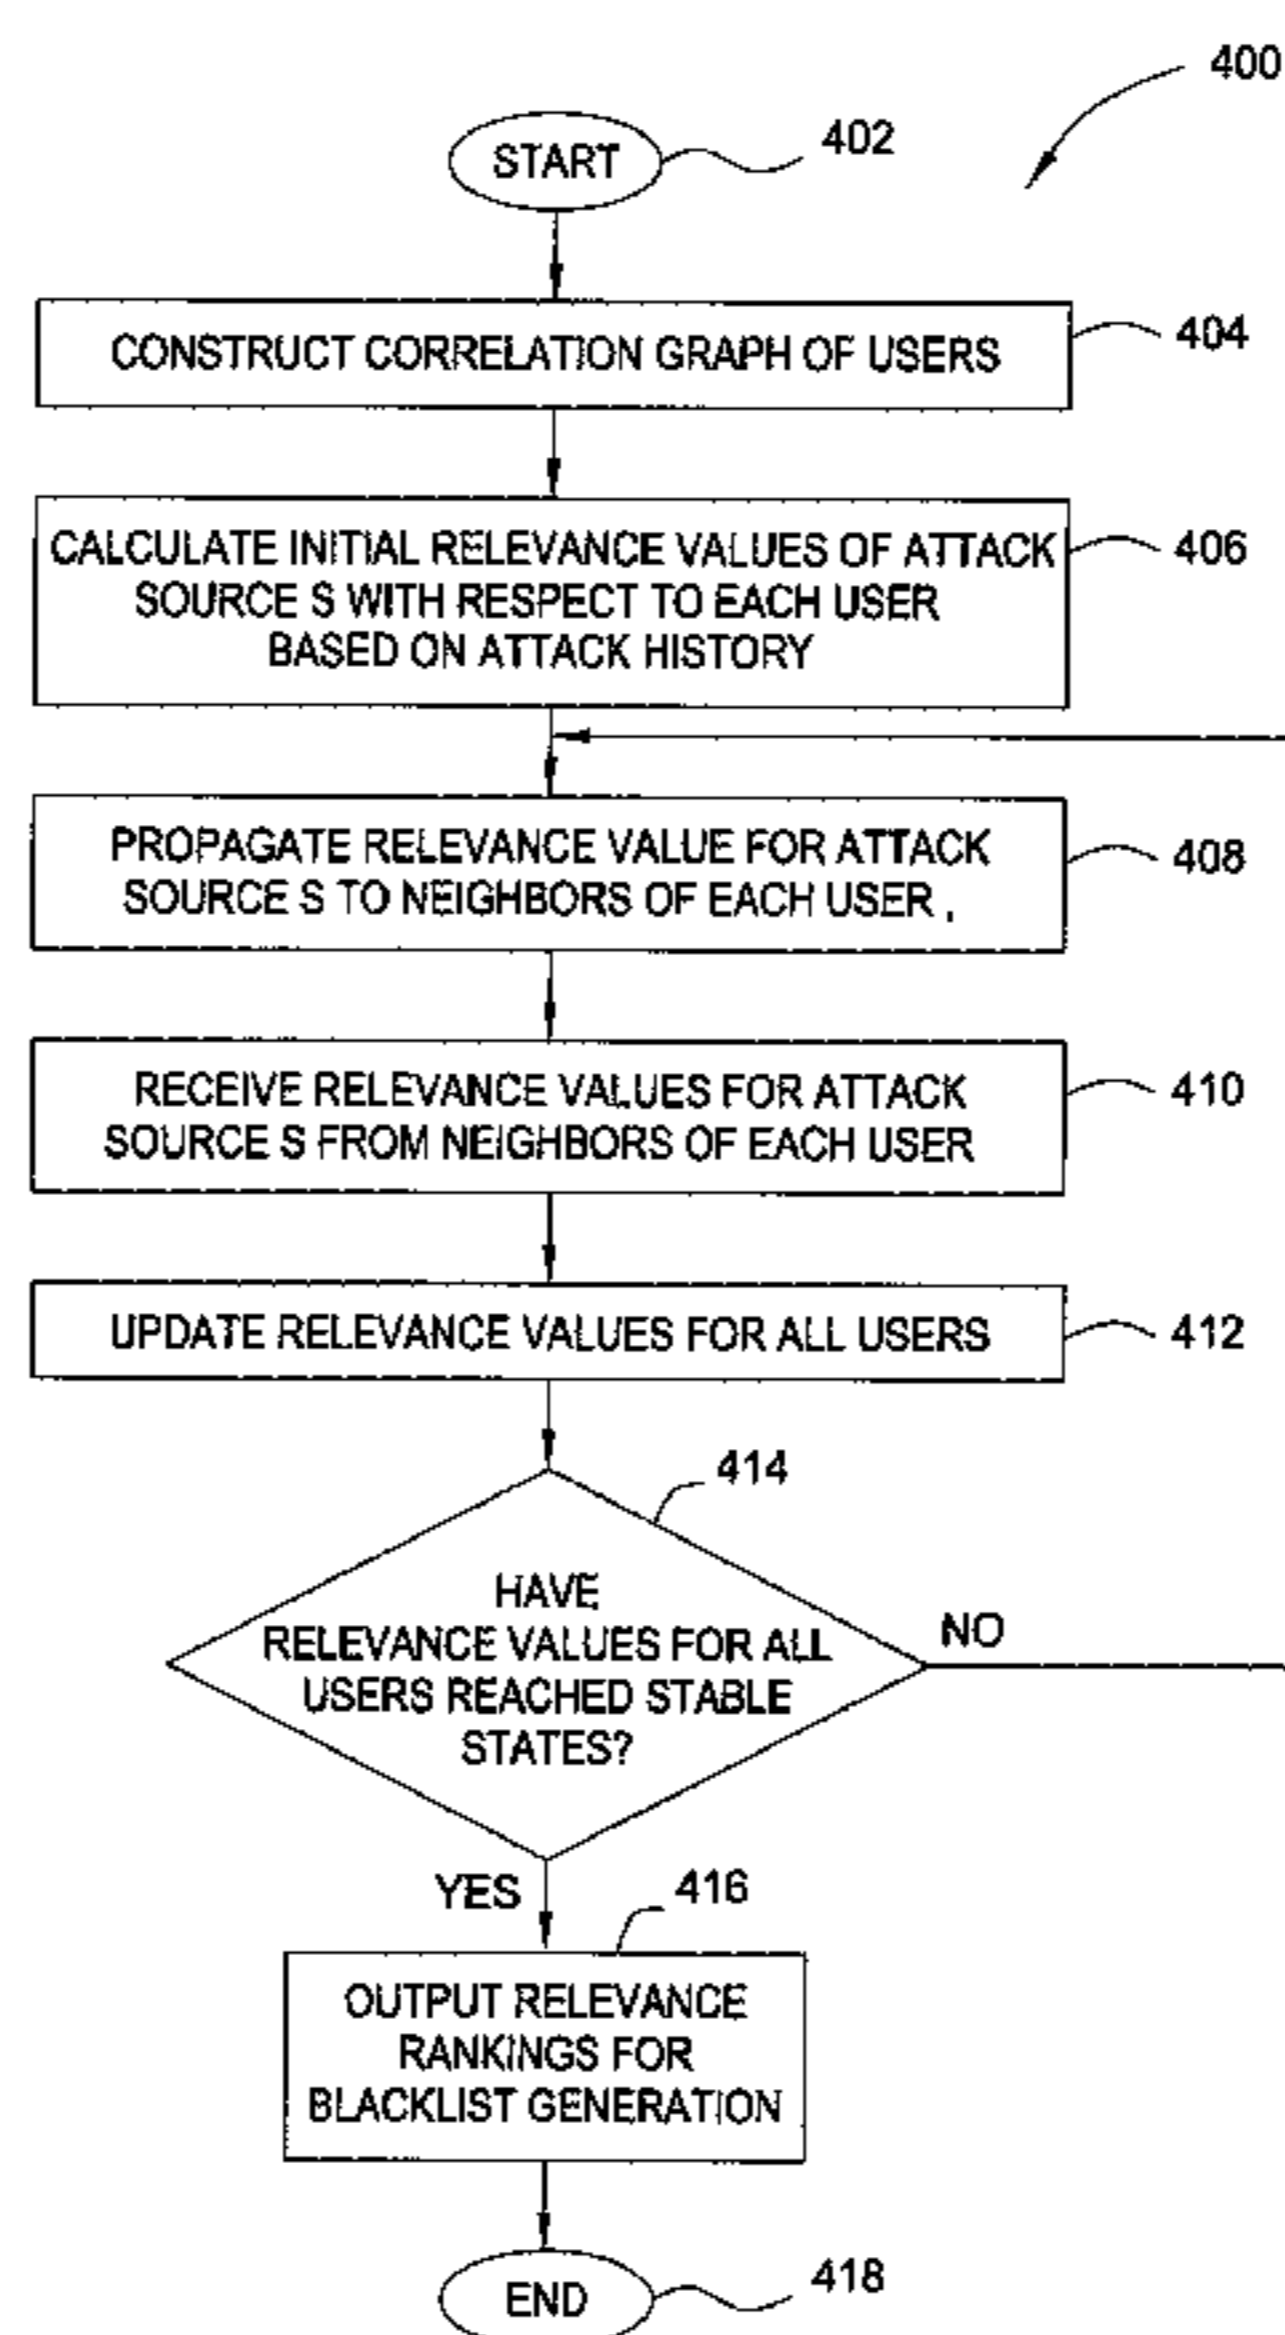 400
START
402
CONSTRUCT CORRELATION GRAPH OF USERS
404
CALCULATE INITIAL RELEVANCE VALUES OF ATTACK
SOURCE S WITH RESPECT TO EACH USER
BASED ON ATTACK HISTORY
406
PROPAGATE RELEVANCE VALUE FOR ATTACK
SOURCE S TO NEIGHBORS OF EACH USER .
408
RECEIVE RELEVANCE VALUES FOR ATTACK
SOURCE S FROM NEIGHBORS OF EACH USER
410
UPDATE RELEVANCE VALUES FOR ALL USERS
412
414
HAVE
RELEVANCE VALUES FOR ALL
USERS REACHED STABLE
STATES?
NO
YES
416
OUTPUT RELEVANCE
RANKINGS FOR
BLACKLIST GENERATION
END
418